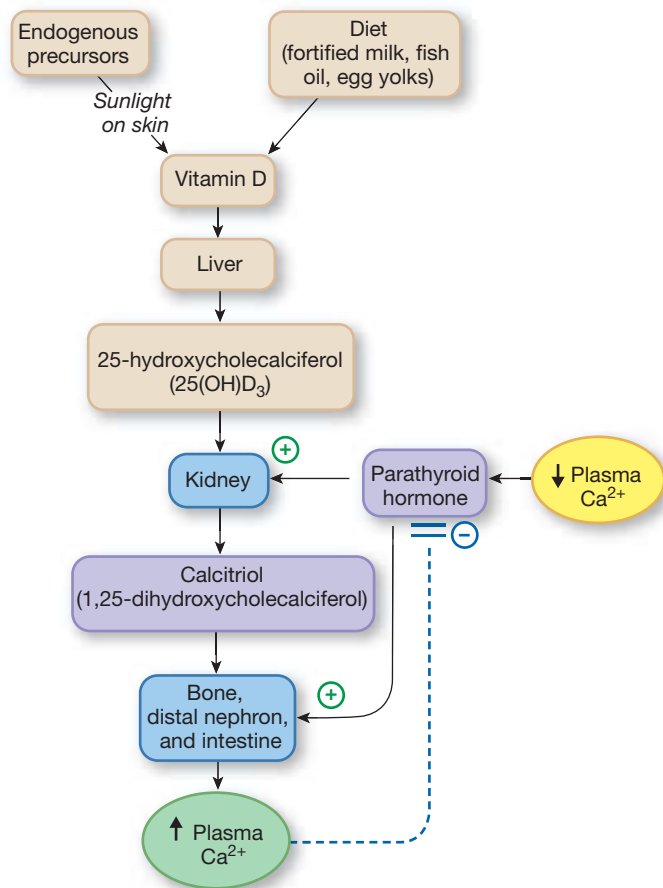 Endogenous
precursors
Diet
(fortified milk, fish
oil, egg yolks)
Sunlight
on skin
Vitamin D
Liver
25-hydroxycholecalciferol
(25(OH)D₃)
+
Kidney
Parathyroid
hormone
↓ Plasma
Ca²⁺
−
Calcitriol
(1,25-dihydroxycholecalciferol)
Bone,
distal nephron,
and intestine
+
↑ Plasma
Ca²⁺